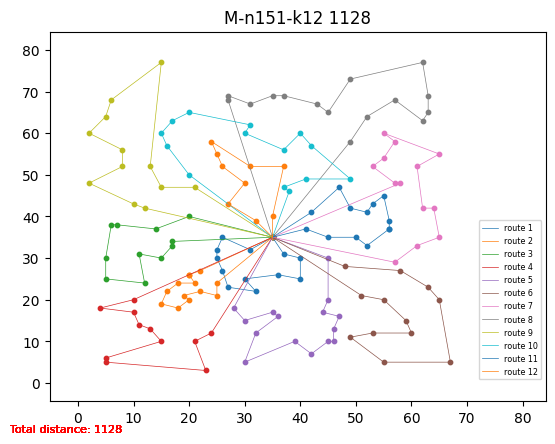 M-n151-k12 1128
80
70
60
50
40
30
20
10
0
0 10 20 30 40 50 60 70 80
route 1
route 2
route 3
route 4
route 5
route 6
route 7
route 8
route 9
route 10
route 11
route 12
Total distance: 1128